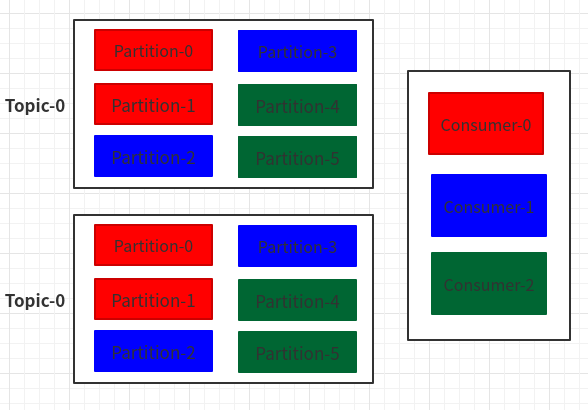 Topic-0
Partition-0
Partition-3
Partition-1
Partition-4
Partition-2
Partition-5
Topic-0
Partition-0
Partition-3
Partition-1
Partition-4
Partition-2
Partition-5
Consumer-0
Consumer-1
Consumer-2